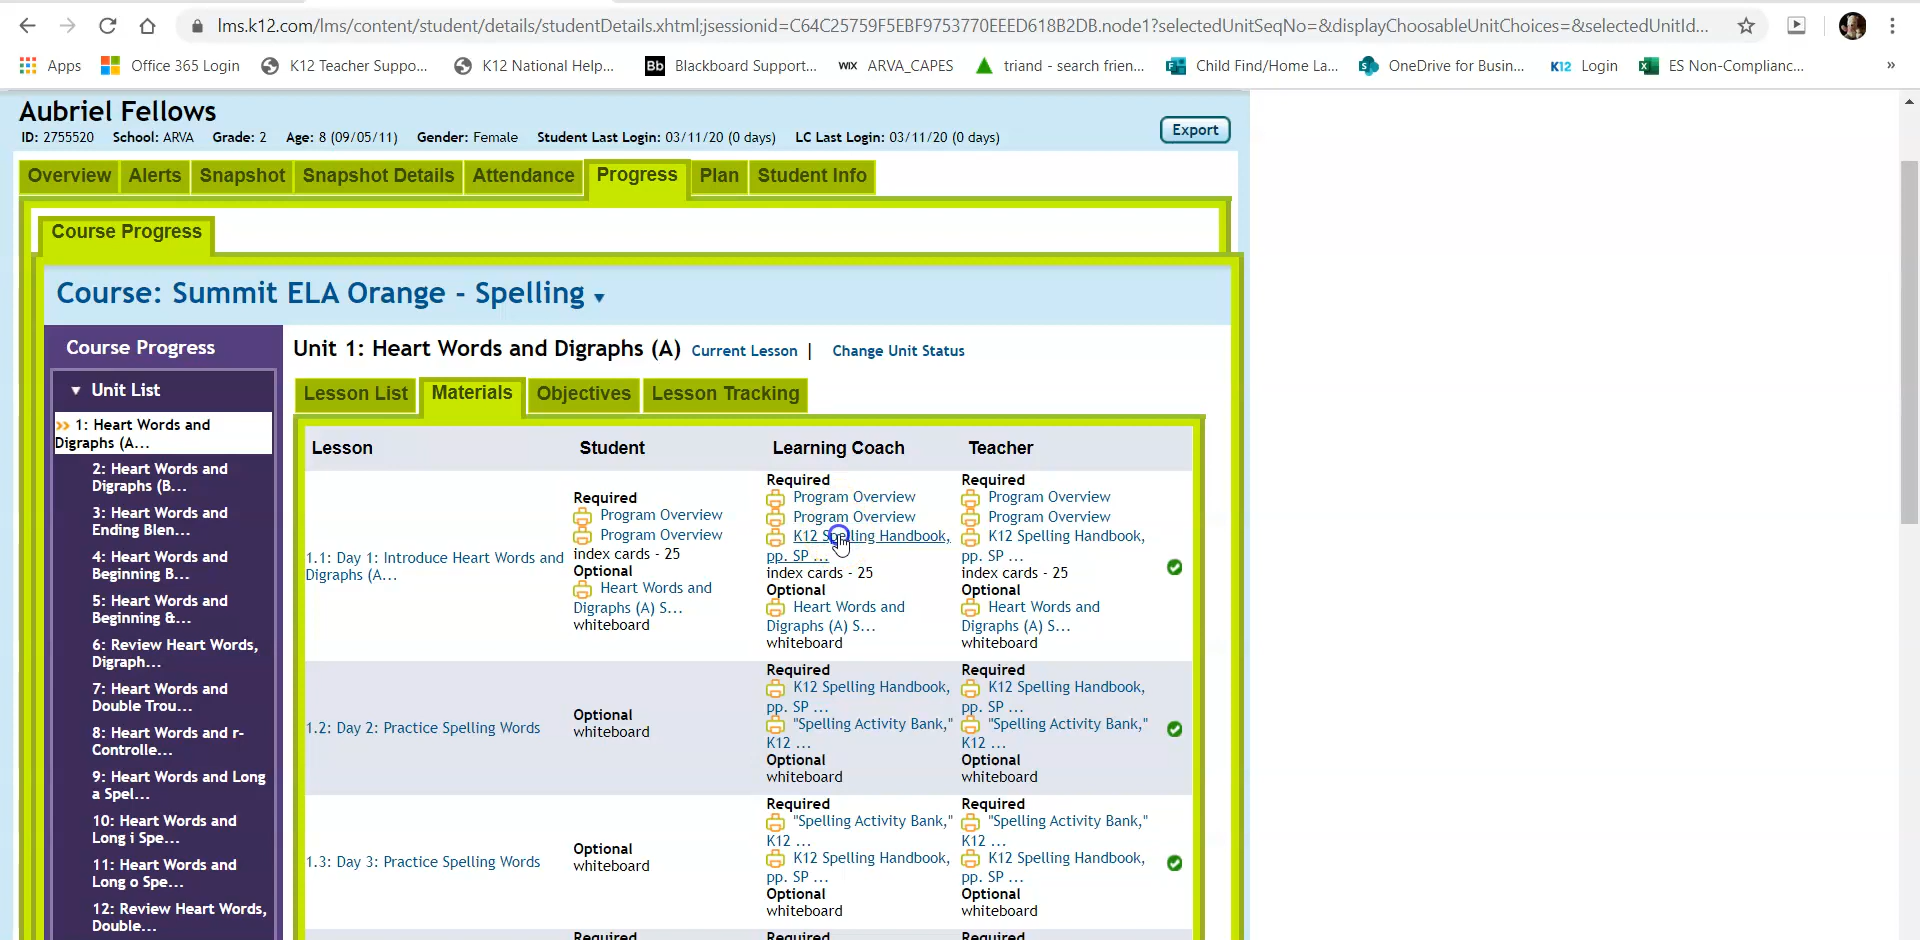 lms.k12.com/lms/content/student/details/studentDetails.xhtml;jsessionid=C64C25759F5EBF9753770EEED618B2DB.node1?selectedUnitSeqNo=&displayChoosableUnitChoices=&selectedUnitId...
Apps Office 365 Login K12 Teacher Suppo... K12 National Help... Bb Blackboard Support... WIX ARVA_CAPES triand - search frien... Child Find/Home La... OneDrive for Busin... K12 Login ES Non-Complianc... »
Aubriel Fellows
ID: 2755520 School: ARVA Grade: 2 Age: 8 (09/05/11) Gender: Female Student Last Login: 03/11/20 (0 days) LC Last Login: 03/11/20 (0 days)
Export
Overview Alerts Snapshot Snapshot Details Attendance Progress Plan Student Info
Course Progress
Course: Summit ELA Orange - Spelling
Course Progress
Unit List
1: Heart Words and
Digraphs (A...
2: Heart Words and
Digraphs (B...
3: Heart Words and
Ending Blen...
4: Heart Words and
Beginning B...
5: Heart Words and
Beginning &...
6: Review Heart Words,
Digraph...
7: Heart Words and
Double Trou...
8: Heart Words and r-
Controlle...
9: Heart Words and Long
a Spel...
10: Heart Words and
Long i Spe...
11: Heart Words and
Long o Spe...
12: Review Heart Words,
Double...
Unit 1: Heart Words and Digraphs (A) Current Lesson | Change Unit Status
Lesson List Materials Objectives Lesson Tracking
Lesson Student Learning Coach Teacher
1.1: Day 1: Introduce Heart Words and
Digraphs (A...
Required
Program Overview
Program Overview
index cards - 25
Optional
Heart Words and
Digraphs (A) S...
whiteboard
Required
Program Overview
Program Overview
K12 Spelling Handbook,
pp. SP ...
index cards - 25
Optional
Heart Words and
Digraphs (A) S...
whiteboard
Required
Program Overview
Program Overview
K12 Spelling Handbook,
pp. SP ...
index cards - 25
Optional
Heart Words and
Digraphs (A) S...
whiteboard
1.2: Day 2: Practice Spelling Words
Optional
whiteboard
Required
K12 Spelling Handbook,
pp. SP ...
"Spelling Activity Bank,"
K12 ...
Optional
whiteboard
Required
K12 Spelling Handbook,
pp. SP ...
"Spelling Activity Bank,"
K12 ...
Optional
whiteboard
1.3: Day 3: Practice Spelling Words
Optional
whiteboard
Required
"Spelling Activity Bank,"
K12 ...
K12 Spelling Handbook,
pp. SP ...
Optional
whiteboard
Required
"Spelling Activity Bank,"
K12 ...
K12 Spelling Handbook,
pp. SP ...
Optional
whiteboard
Required Required Required